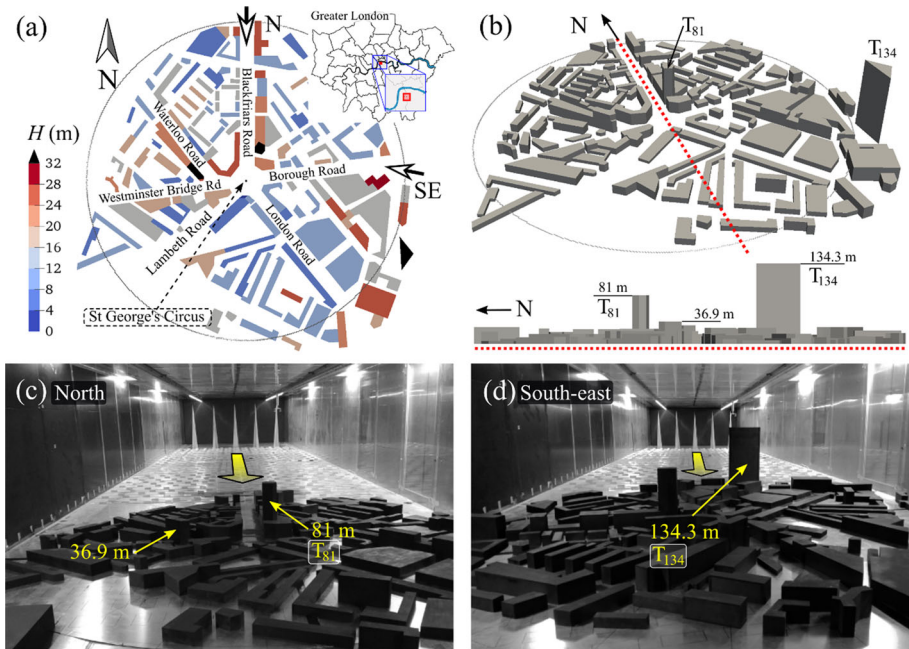 (a)
N
Greater London
N
Blackfriars Road
Waterloo Road
H (m)
32
28
24
20
16
12
8
4
0
Borough Road
SE
Westminster Bridge Rd
Lambeth Road
London Road
St George's Circus
(b)
N
T81
T134
134.3 m
T134
81 m
T81
36.9 m
N
(c) North
36.9 m
81 m
T81
(d) South-east
134.3 m
T134